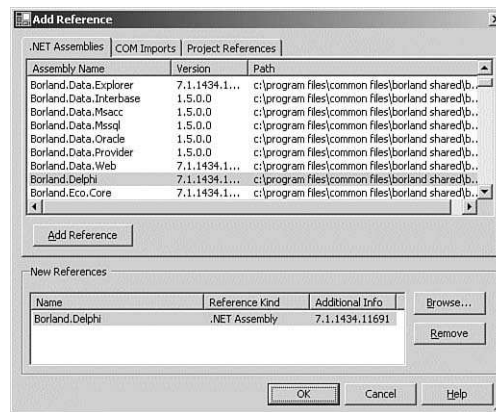 Add Reference
.NET Assemblies COM Imports Project References
Assembly Name Version Path
Borland.Data.Explorer 7.1.1434.1... c:\program files\common files\borland shared\b...
Borland.Data.Interbase 1.5.0.0 c:\program files\common files\borland shared\b...
Borland.Data.Msacc 1.5.0.0 c:\program files\common files\borland shared\b...
Borland.Data.Mssql 1.5.0.0 c:\program files\common files\borland shared\b...
Borland.Data.Oracle 1.5.0.0 c:\program files\common files\borland shared\b...
Borland.Data.Provider 1.5.0.0 c:\program files\common files\borland shared\b...
Borland.Data.Web 7.1.1434.1... c:\program files\common files\borland shared\b...
Borland.Delphi 7.1.1434.1... c:\program files\common files\borland shared\b...
Borland.Eco.Core 7.1.1434.1... c:\program files\common files\borland shared\b...
Add Reference
New References
Name Reference Kind Additional Info
Borland.Delphi .NET Assembly 7.1.1434.11691
Browse...
Remove
OK Cancel Help